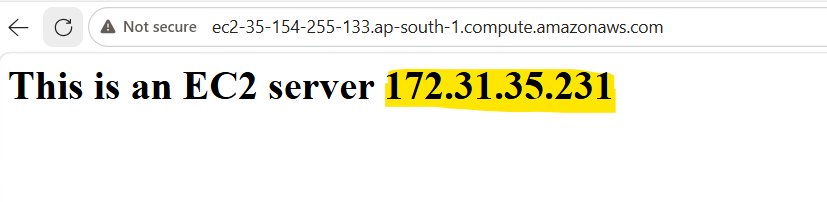 Not secure ec2-35-154-255-133.ap-south-1.compute.amazonaws.com
This is an EC2 server 172.31.35.231